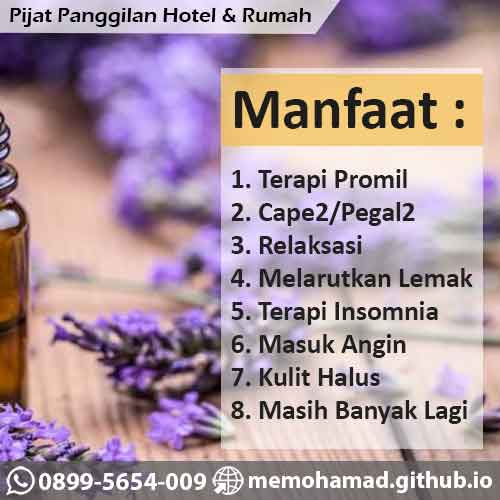 Pijat Panggilan Hotel & Rumah
Manfaat :
1. Terapi Promil
2. Cape2/Pegal2
3. Relaksasi
4. Melarutkan Lemak
5. Terapi Insomnia
6. Masuk Angin
7. Kulit Halus
8. Masih Banyak Lagi
0899-5654-009 memohamad.github.io